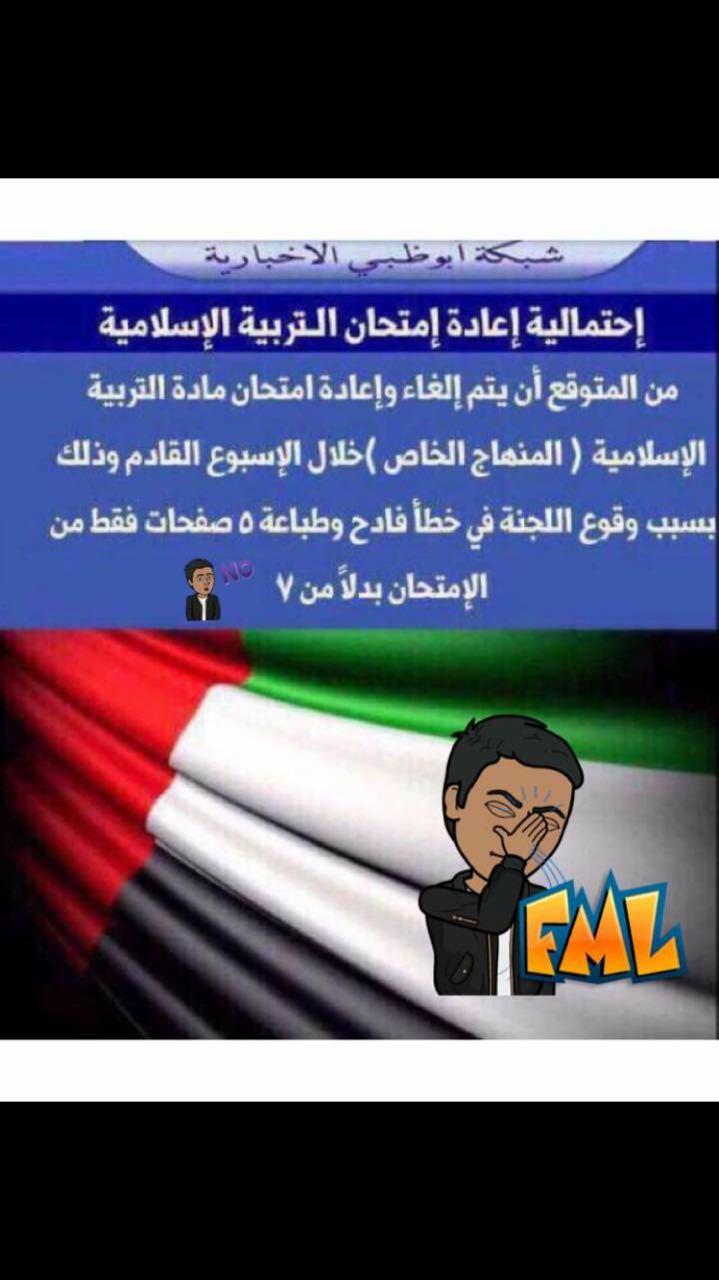 شبكة ابوظبي الاخبارية
إحتمالية إعادة إمتحان التربية الإسلامية
من المتوقع أن يتم إلغاء وإعادة امتحان مادة التربية
الإسلامية ( المنهاج الخاص )خلال الإسبوع القادم وذلك
بسبب وقوع اللجنة في خطأ فادح وطباعة ٥ صفحات فقط من
الإمتحان بدلاً من ٧
NO
FML